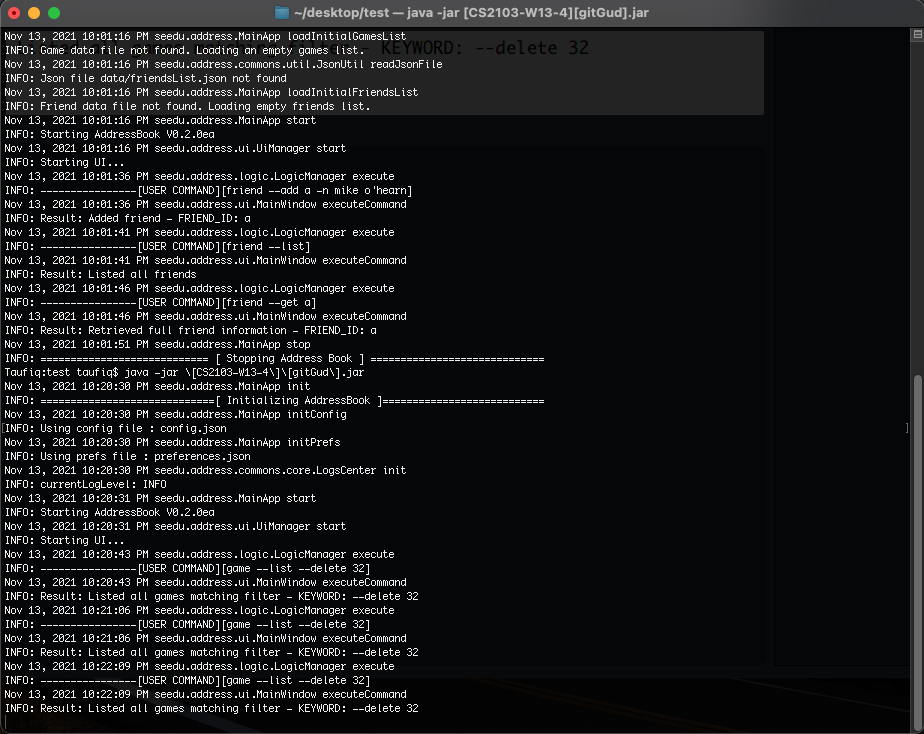 ~/desktop/test — java -jar [CS2103-W13-4][gitGud].jar
Nov 13, 2021 10:01:16 PM seedu.address.MainApp loadInitialGamesList
INFO: Game data file not found. Loading an empty games list.
Nov 13, 2021 10:01:16 PM seedu.address.commons.util.JsonUtil readJsonFile
INFO: Json file data/friendsList.json not found
Nov 13, 2021 10:01:16 PM seedu.address.MainApp loadInitialFriendsList
INFO: Friend data file not found. Loading empty friends list.
Nov 13, 2021 10:01:16 PM seedu.address.MainApp start
INFO: Starting AddressBook V0.2.0ea
Nov 13, 2021 10:01:16 PM seedu.address.ui.UiManager start
INFO: Starting UI...
Nov 13, 2021 10:01:36 PM seedu.address.logic.LogicManager execute
INFO: ----------------[USER COMMAND][friend --add a -n mike o'hearn]
Nov 13, 2021 10:01:36 PM seedu.address.ui.MainWindow executeCommand
INFO: Result: Added friend - FRIEND_ID: a
Nov 13, 2021 10:01:41 PM seedu.address.logic.LogicManager execute
INFO: ----------------[USER COMMAND][friend --list]
Nov 13, 2021 10:01:41 PM seedu.address.ui.MainWindow executeCommand
INFO: Result: Listed all friends
Nov 13, 2021 10:01:46 PM seedu.address.logic.LogicManager execute
INFO: ----------------[USER COMMAND][friend --get a]
Nov 13, 2021 10:01:46 PM seedu.address.ui.MainWindow executeCommand
INFO: Result: Retrieved full friend information - FRIEND_ID: a
Nov 13, 2021 10:01:51 PM seedu.address.MainApp stop
INFO: ============================ [ Stopping Address Book ] =============================
Taufiq:test taufiq$ java -jar \[CS2103-W13-4\]\[gitGud\].jar
Nov 13, 2021 10:20:30 PM seedu.address.MainApp init
INFO: =============================[ Initializing AddressBook ]===========================
Nov 13, 2021 10:20:30 PM seedu.address.MainApp initConfig
INFO: Using config file : config.json
Nov 13, 2021 10:20:30 PM seedu.address.MainApp initPrefs
INFO: Using prefs file : preferences.json
Nov 13, 2021 10:20:30 PM seedu.address.commons.core.LogsCenter init
INFO: currentLogLevel: INFO
Nov 13, 2021 10:20:31 PM seedu.address.MainApp start
INFO: Starting AddressBook V0.2.0ea
Nov 13, 2021 10:20:31 PM seedu.address.ui.UiManager start
INFO: Starting UI...
Nov 13, 2021 10:20:43 PM seedu.address.logic.LogicManager execute
INFO: ----------------[USER COMMAND][game --list --delete 32]
Nov 13, 2021 10:20:43 PM seedu.address.ui.MainWindow executeCommand
INFO: Result: Listed all games matching filter - KEYWORD: --delete 32
Nov 13, 2021 10:21:06 PM seedu.address.logic.LogicManager execute
INFO: ----------------[USER COMMAND][game --list --delete 32]
Nov 13, 2021 10:21:06 PM seedu.address.ui.MainWindow executeCommand
INFO: Result: Listed all games matching filter - KEYWORD: --delete 32
Nov 13, 2021 10:22:09 PM seedu.address.logic.LogicManager execute
INFO: ----------------[USER COMMAND][game --list --delete 32]
Nov 13, 2021 10:22:09 PM seedu.address.ui.MainWindow executeCommand
INFO: Result: Listed all games matching filter - KEYWORD: --delete 32
games matching filter - KEYWORD: --delete 32